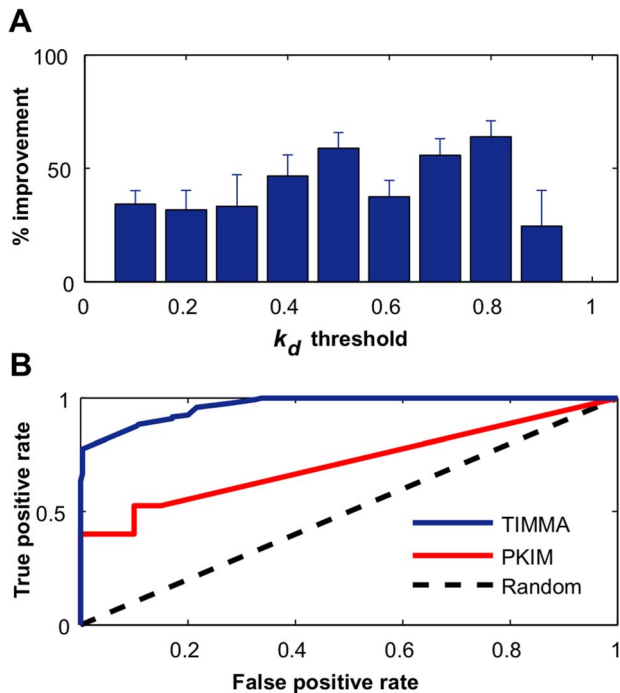 A
% improvement
100
50
0
0 0.2 0.4 0.6 0.8 1
kd threshold
B
True positive rate
1
0.5
0
TIMMA
PKIM
Random
0.2 0.4 0.6 0.8 1
False positive rate